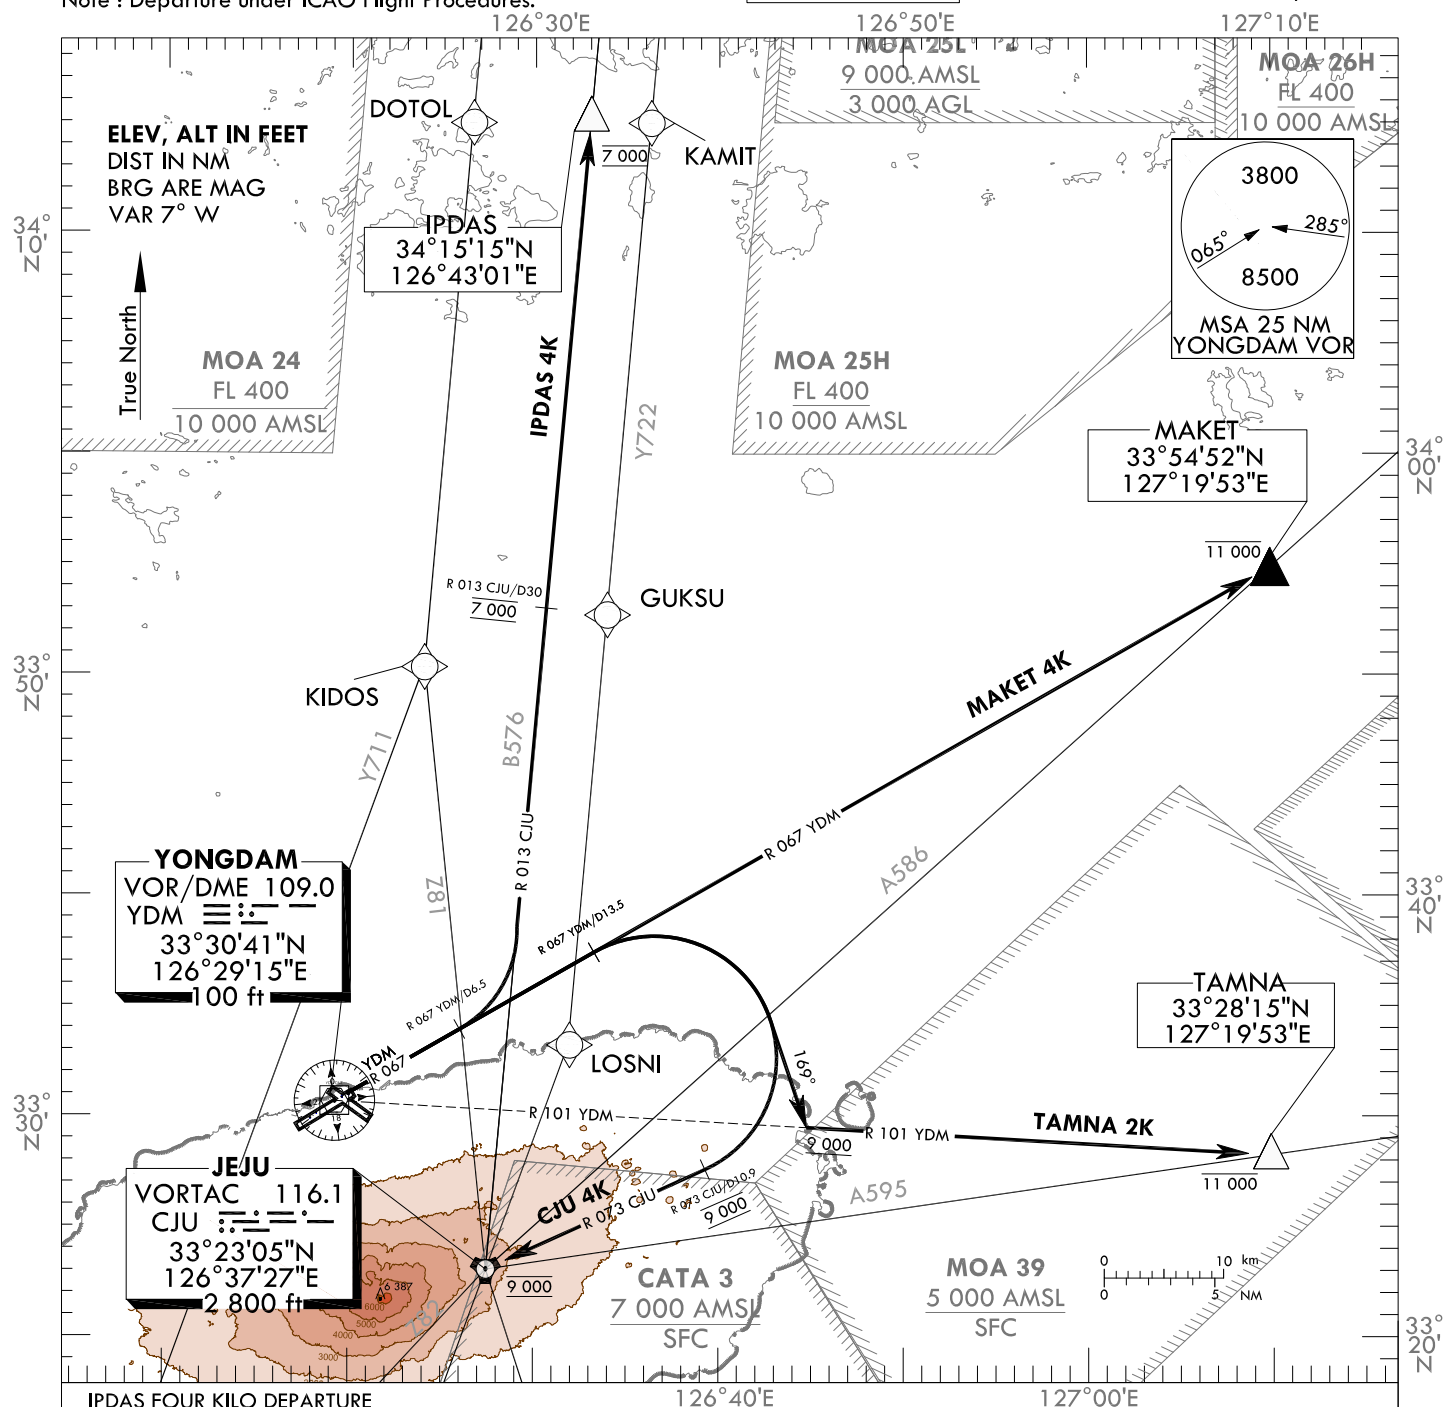 Note : Departure under ICAO Flight Procedures.
126°30'E
126°50'E
127°10'E
MOA 25L
9 000 AMSL
3 000 AGL
MOA 26H
FL 400
10 000 AMSL
DOTOL
KAMIT
7 000
ELEV, ALT IN FEET
DIST IN NM
BRG ARE MAG
VAR 7° W
True North
3800
065°
285°
8500
MSA 25 NM
YONGDAM VOR
34°
10'
N
IPDAS
34°15'15"N
126°43'01"E
IPDAS 4K
MOA 24
FL 400
10 000 AMSL
MOA 25H
FL 400
10 000 AMSL
Y722
MAKET
33°54'52"N
127°19'53"E
34°
00'
N
11 000
R 013 CJU/D30
7 000
GUKSU
KIDOS
33°
50'
N
MAKET 4K
Y711
B576
R 013 CJU
R 067 YDM
A586
Z81
YONGDAM
VOR/DME 109.0
YDM
33°30'41"N
126°29'15"E
100 ft
33°
40'
N
R 067 YDM/D13.5
R 067 YDM/D6.5
TAMNA
33°28'15"N
127°19'53"E
YDM
R 067
LOSNI
169°
33°
30'
N
18
R 101 YDM
9 000
R 101 YDM
TAMNA 2K
11 000
JEJU
VORTAC 116.1
CJU
33°23'05"N
126°37'27"E
2 800 ft
CJU 4K
R 073 CJU
R 073 CJU/D10.9
9 000
A595
9 000
6 387
6000
5000
4000
3000
Z82
CATA 3
7 000 AMSL
SFC
MOA 39
5 000 AMSL
SFC
0 10 km
0 5 NM
33°
20'
N
IPDAS FOUR KILO DEPARTURE
126°40'E
127°00'E